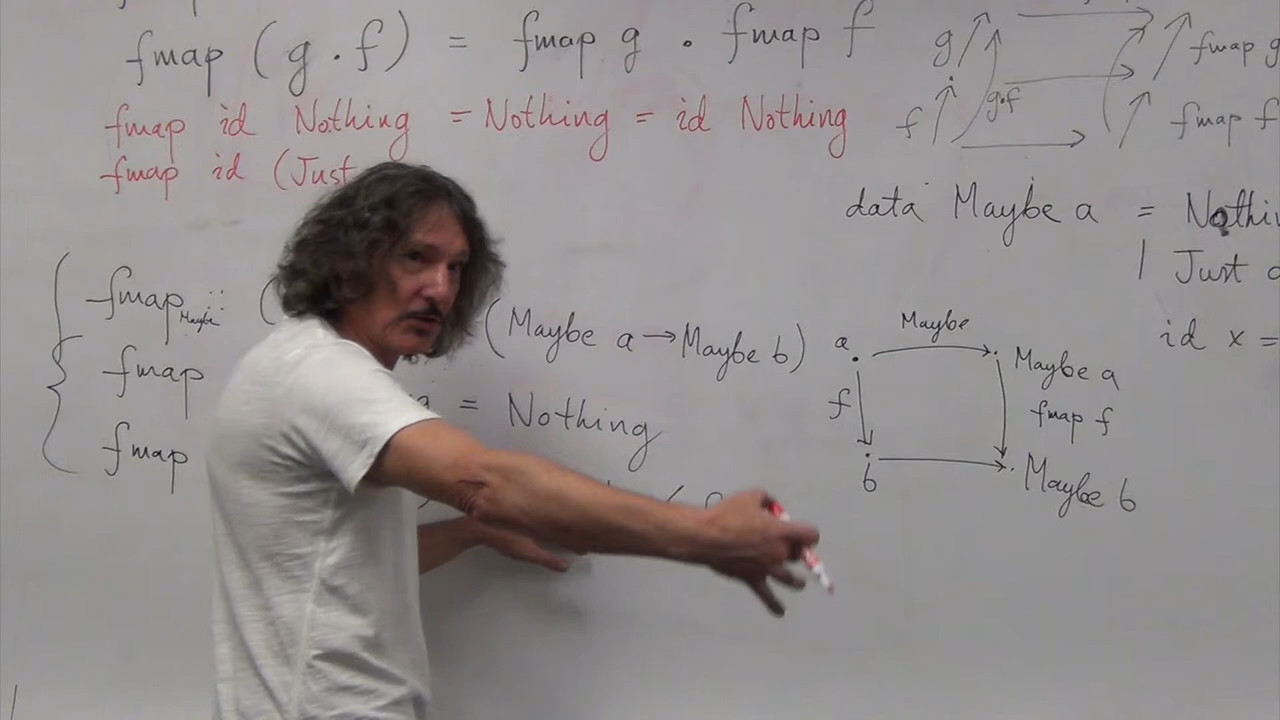 fmap (g . f) = fmap g . fmap f
fmap id Nothing = Nothing = id Nothing
fmap id (Just
g
f
g.f
fmap g
fmap f
data Maybe a = Nothi
| Just a
id x =
fmap Maybe :: ( (Maybe a → Maybe b)
fmap = Nothing
fmap
a Maybe Maybe a
f fmap f
b Maybe b